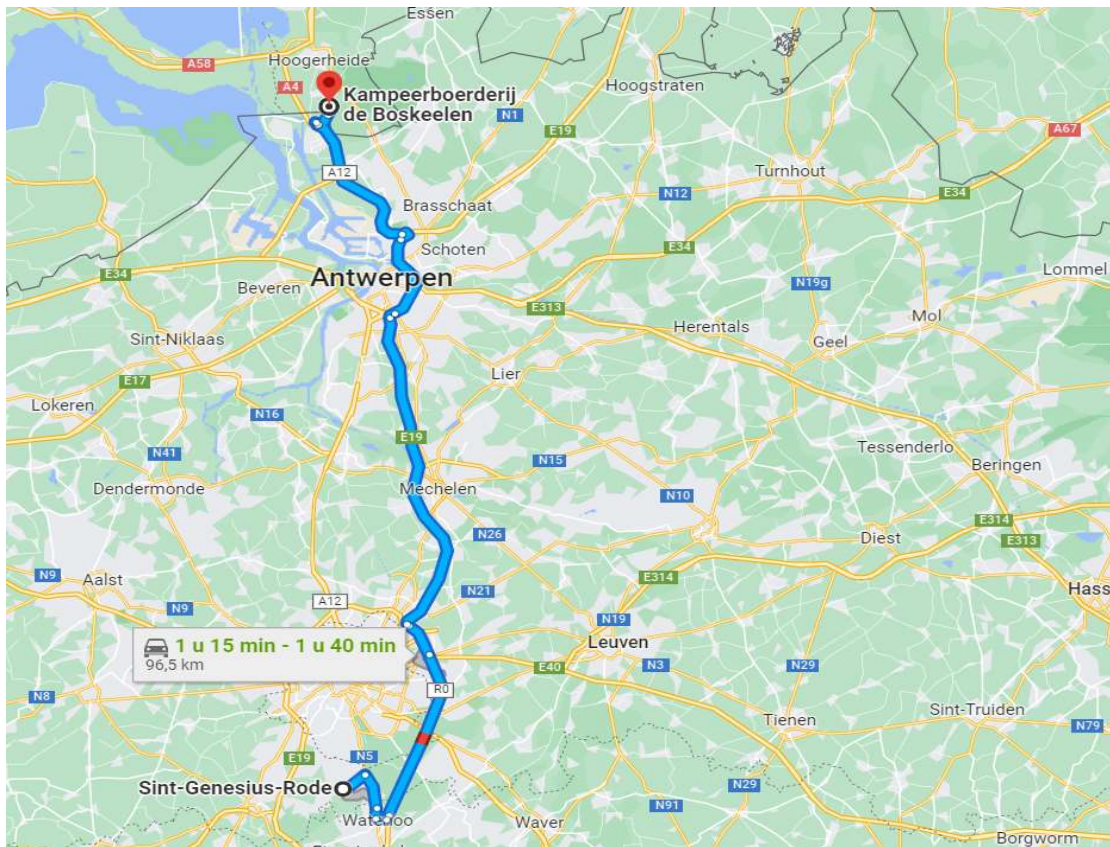 Essen
A58
Hoogerheide
A4
Kampeerboerderij
de Boskeelen
Hoogstraten
N1
E19
A67
A12
Turnhout
N12
E34
Brasschaat
Schoten
E34
E34
Antwerpen
Beveren
Lommel
N19g
E313
Mol
Herentals
Geel
Sint-Niklaas
Lier
E17
Lokeren
N16
E19
N41
N15
Tessenderlo
Beringen
Dendermonde
Mechelen
N10
E314
N26
Diest
E313
N9
Aalst
E314
N21
Hass
N9
A12
N19
Leuven
1 u 15 min - 1 u 40 min
96,5 km
E40
N3
N29
N8
R0
Sint-Truiden
Tienen
N79
E19
N5
Sint-Genesius-Rode
N29
N91
Waterloo
Waver
Borgworm